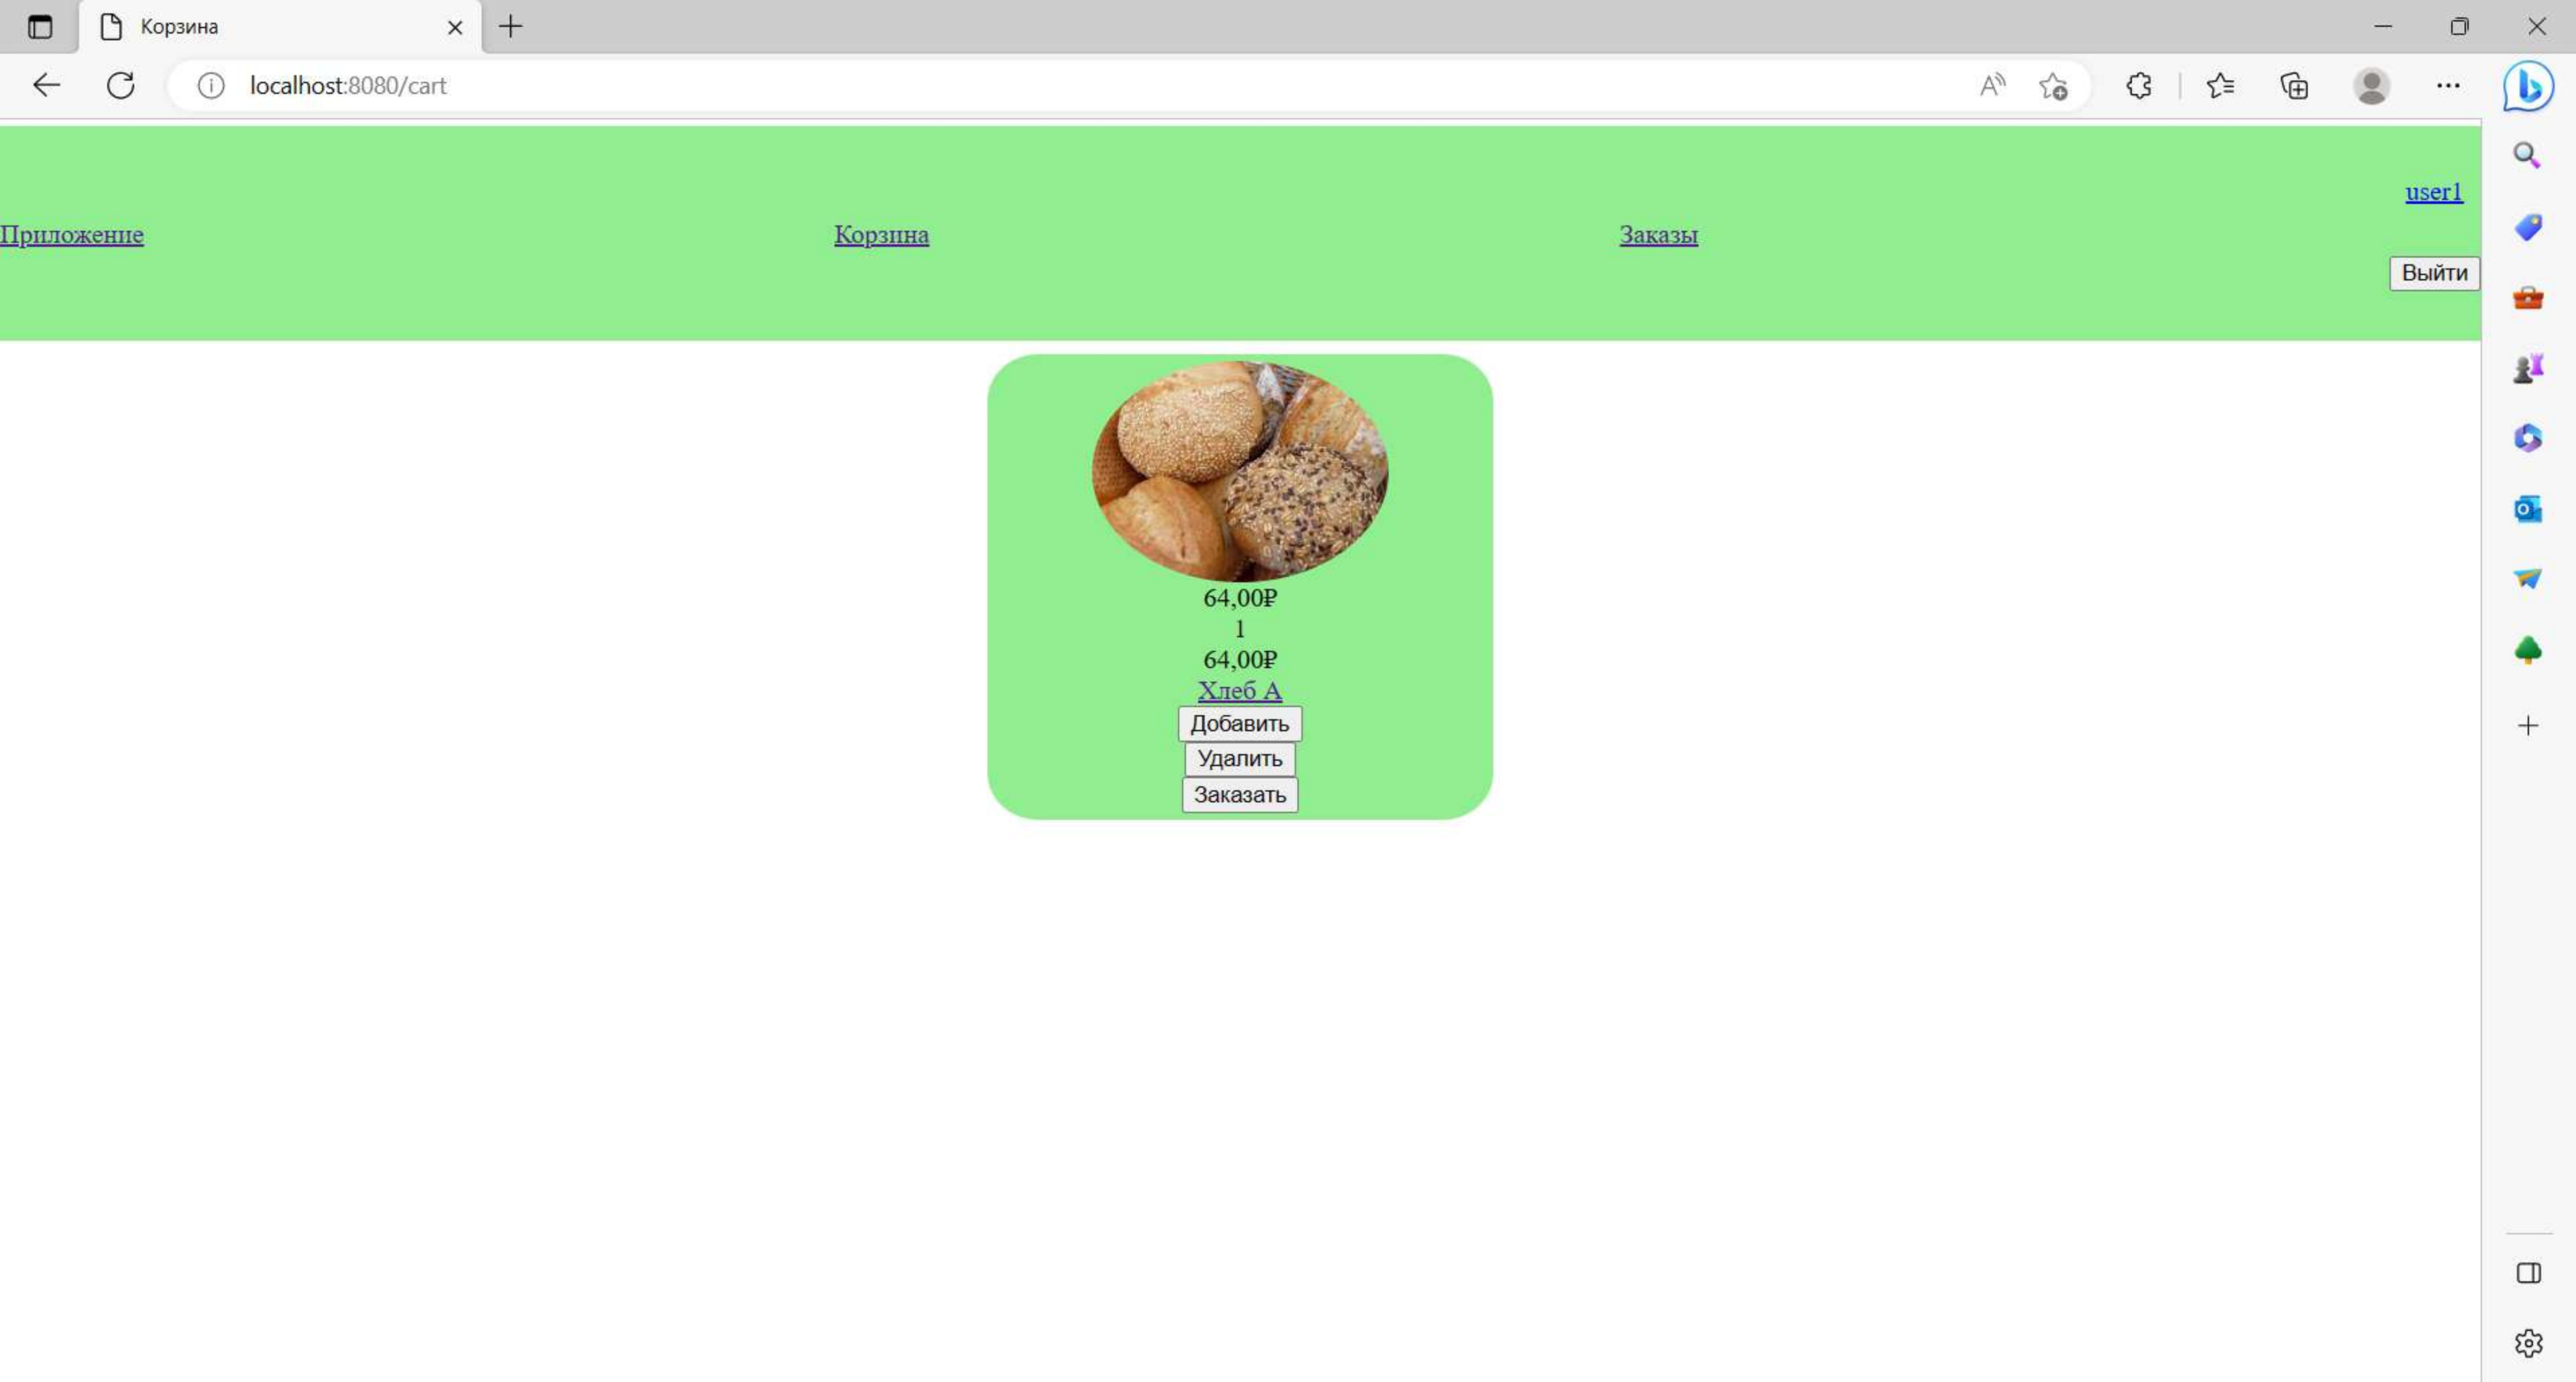 Корзина
localhost:8080/cart
user1
Приложение
Корзина
Заказы
Выйти
64,00₽
1
64,00₽
Хлеб А
Добавить
Удалить
Заказать